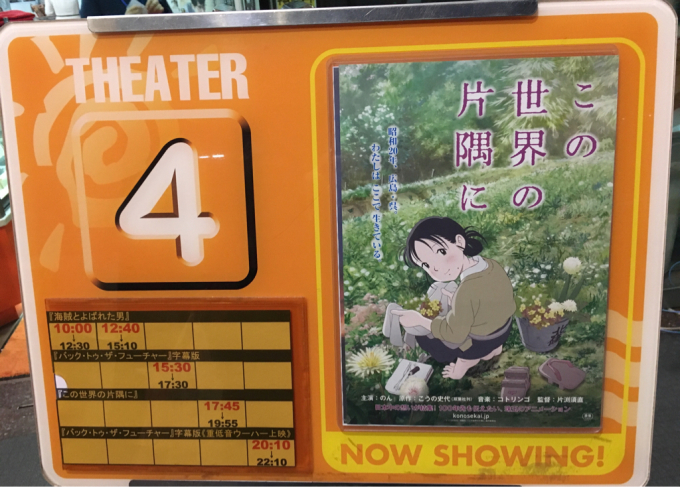 THEATER
4
『海賊とよばれた男』
10:00 12:40
12:30 15:10
『バック・トゥ・ザ・フューチャー』字幕版
15:30
17:30
『この世界の片隅に』
17:45
19:55
『バック・トゥ・ザ・フューチャー』字幕版《重低音ウーハー上映》
20:10
22:10
この
世界の
片隅に
昭和20年、広島・呉。
わたしは ここで 生きている。
主演:のん 原作:こうの史代 音楽:コトリンゴ 監督:片渕須直
konosekai.jp
NOW SHOWING!